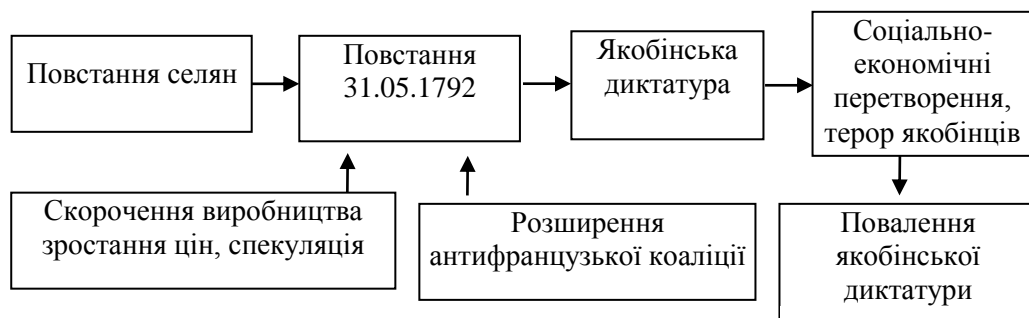 Повстання селян
Повстання
31.05.1792
Якобінська
диктатура
Соціально-
економічні
перетворення,
терор якобінців
Скорочення виробництва
зростання цін, спекуляція
Розширення
антифранцузької коаліції
Повалення
якобінської
диктатури